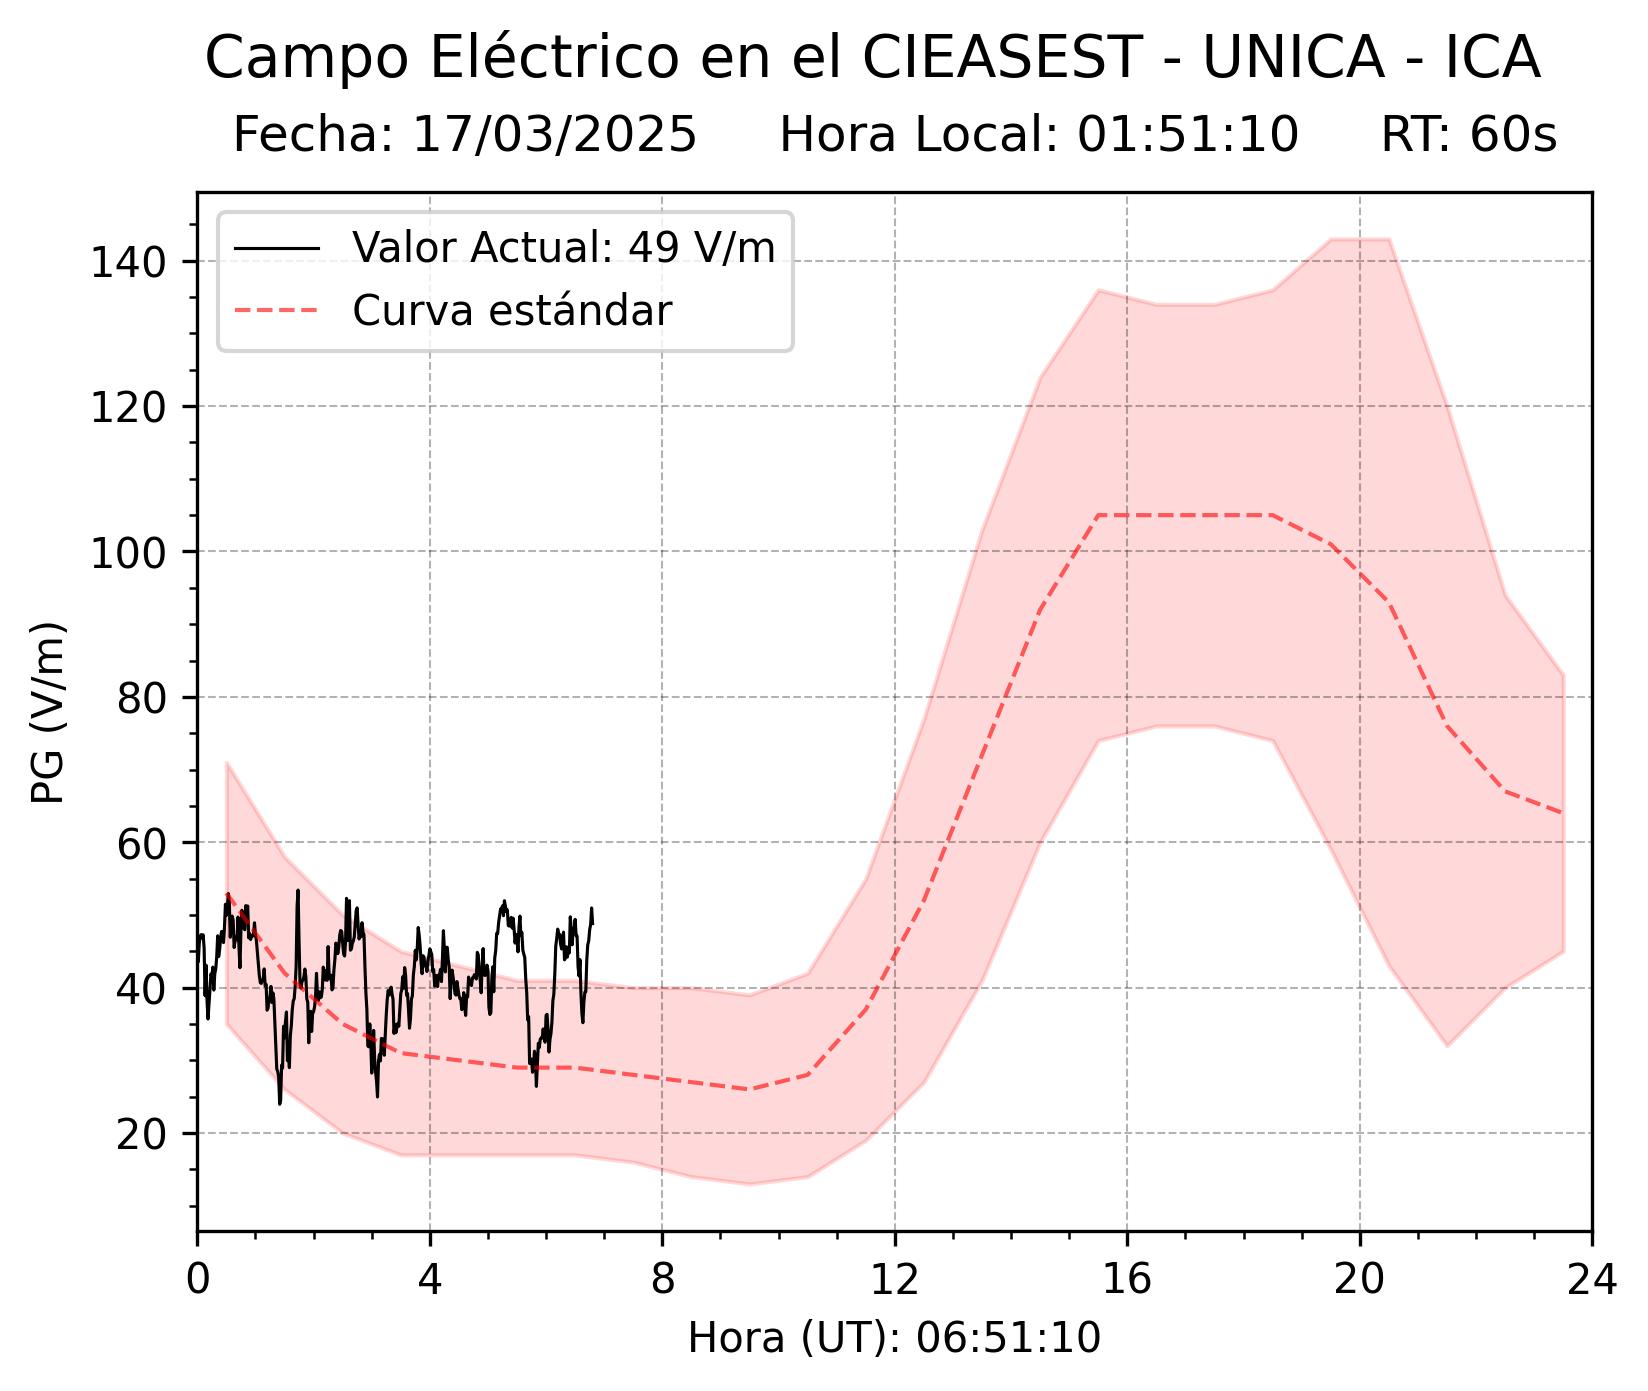 Campo Eléctrico en el CIEASEST - UNICA - ICA
Fecha: 17/03/2025 Hora Local: 01:51:10 RT: 60s
Valor Actual: 49 V/m
Curva estándar
140
120
100
80
60
40
20
PG (V/m)
0 4 8 12 16 20 24
Hora (UT): 06:51:10